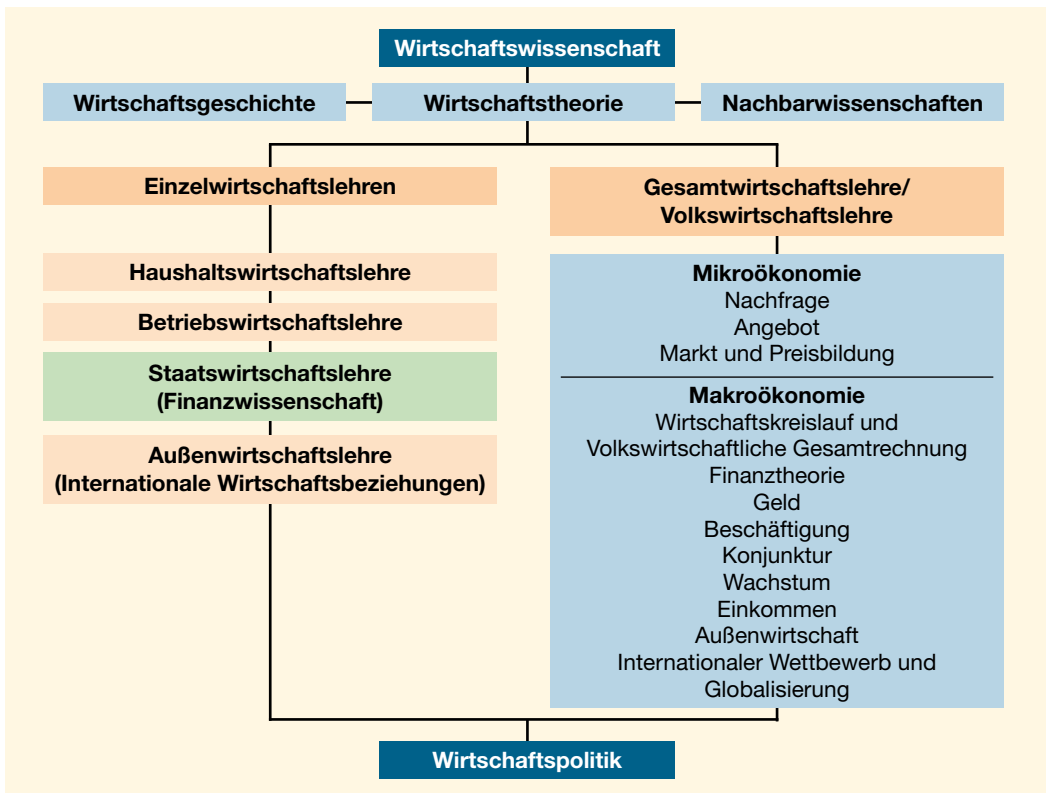 Wirtschaftswissenschaft
Wirtschaftsgeschichte
Wirtschaftstheorie
Nachbarwissenschaften
Einzelwirtschaftslehren
Haushaltswirtschaftslehre
Betriebswirtschaftslehre
Staatswirtschaftslehre
(Finanzwissenschaft)
Außenwirtschaftslehre
(Internationale Wirtschaftsbeziehungen)
Gesamtwirtschaftslehre/
Volkswirtschaftslehre
Mikroökonomie
Nachfrage
Angebot
Markt und Preisbildung
Makroökonomie
Wirtschaftskreislauf und
Volkswirtschaftliche Gesamtrechnung
Finanztheorie
Geld
Beschäftigung
Konjunktur
Wachstum
Einkommen
Außenwirtschaft
Internationaler Wettbewerb und
Globalisierung
Wirtschaftspolitik